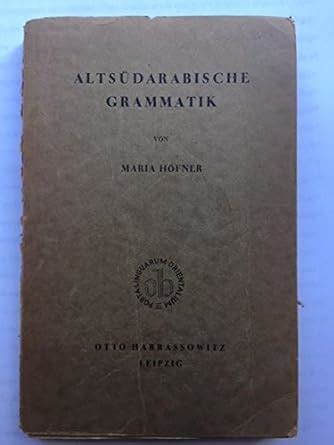 ALTSÜDARABISCHE
GRAMMATIK
VON
MARIA HÖFNER
PORTA LINGUARUM ORIENTALIUM
OTTO HARRASSOWITZ
LEIPZIG